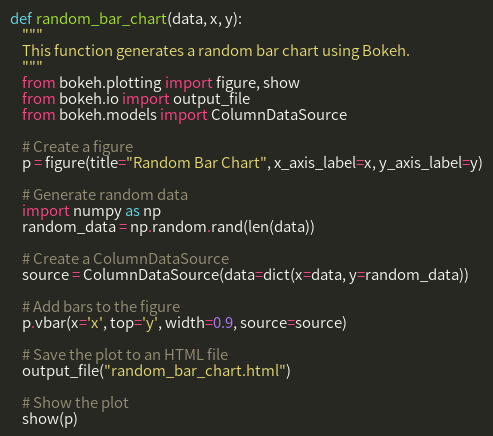 def random_bar_chart(data, x, y):
    """
    This function generates a random bar chart using Bokeh.
    """
    from bokeh.plotting import figure, show
    from bokeh.io import output_file
    from bokeh.models import ColumnDataSource

    # Create a figure
    p = figure(title="Random Bar Chart", x_axis_label=x, y_axis_label=y)

    # Generate random data
    import numpy as np
    random_data = np.random.rand(len(data))

    # Create a ColumnDataSource
    source = ColumnDataSource(data=dict(x=data, y=random_data))

    # Add bars to the figure
    p.vbar(x='x', top='y', width=0.9, source=source)

    # Save the plot to an HTML file
    output_file("random_bar_chart.html")

    # Show the plot
    show(p)